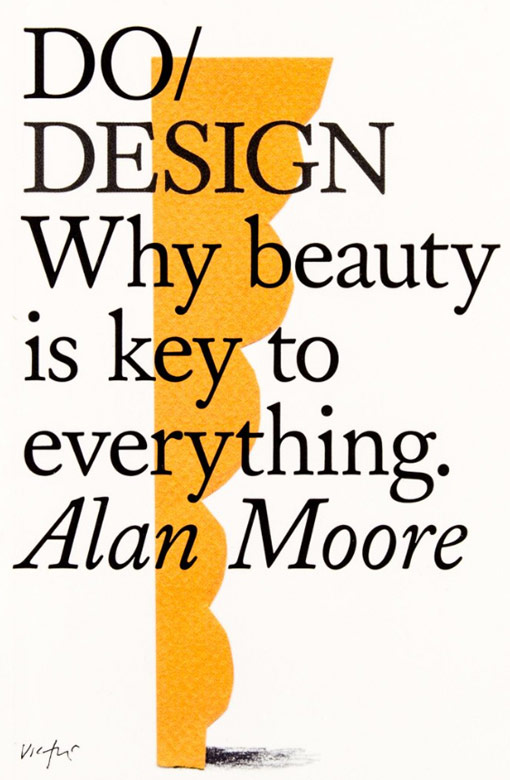 DO/
DESIGN
Why beauty
is key to
everything.
Alan Moore